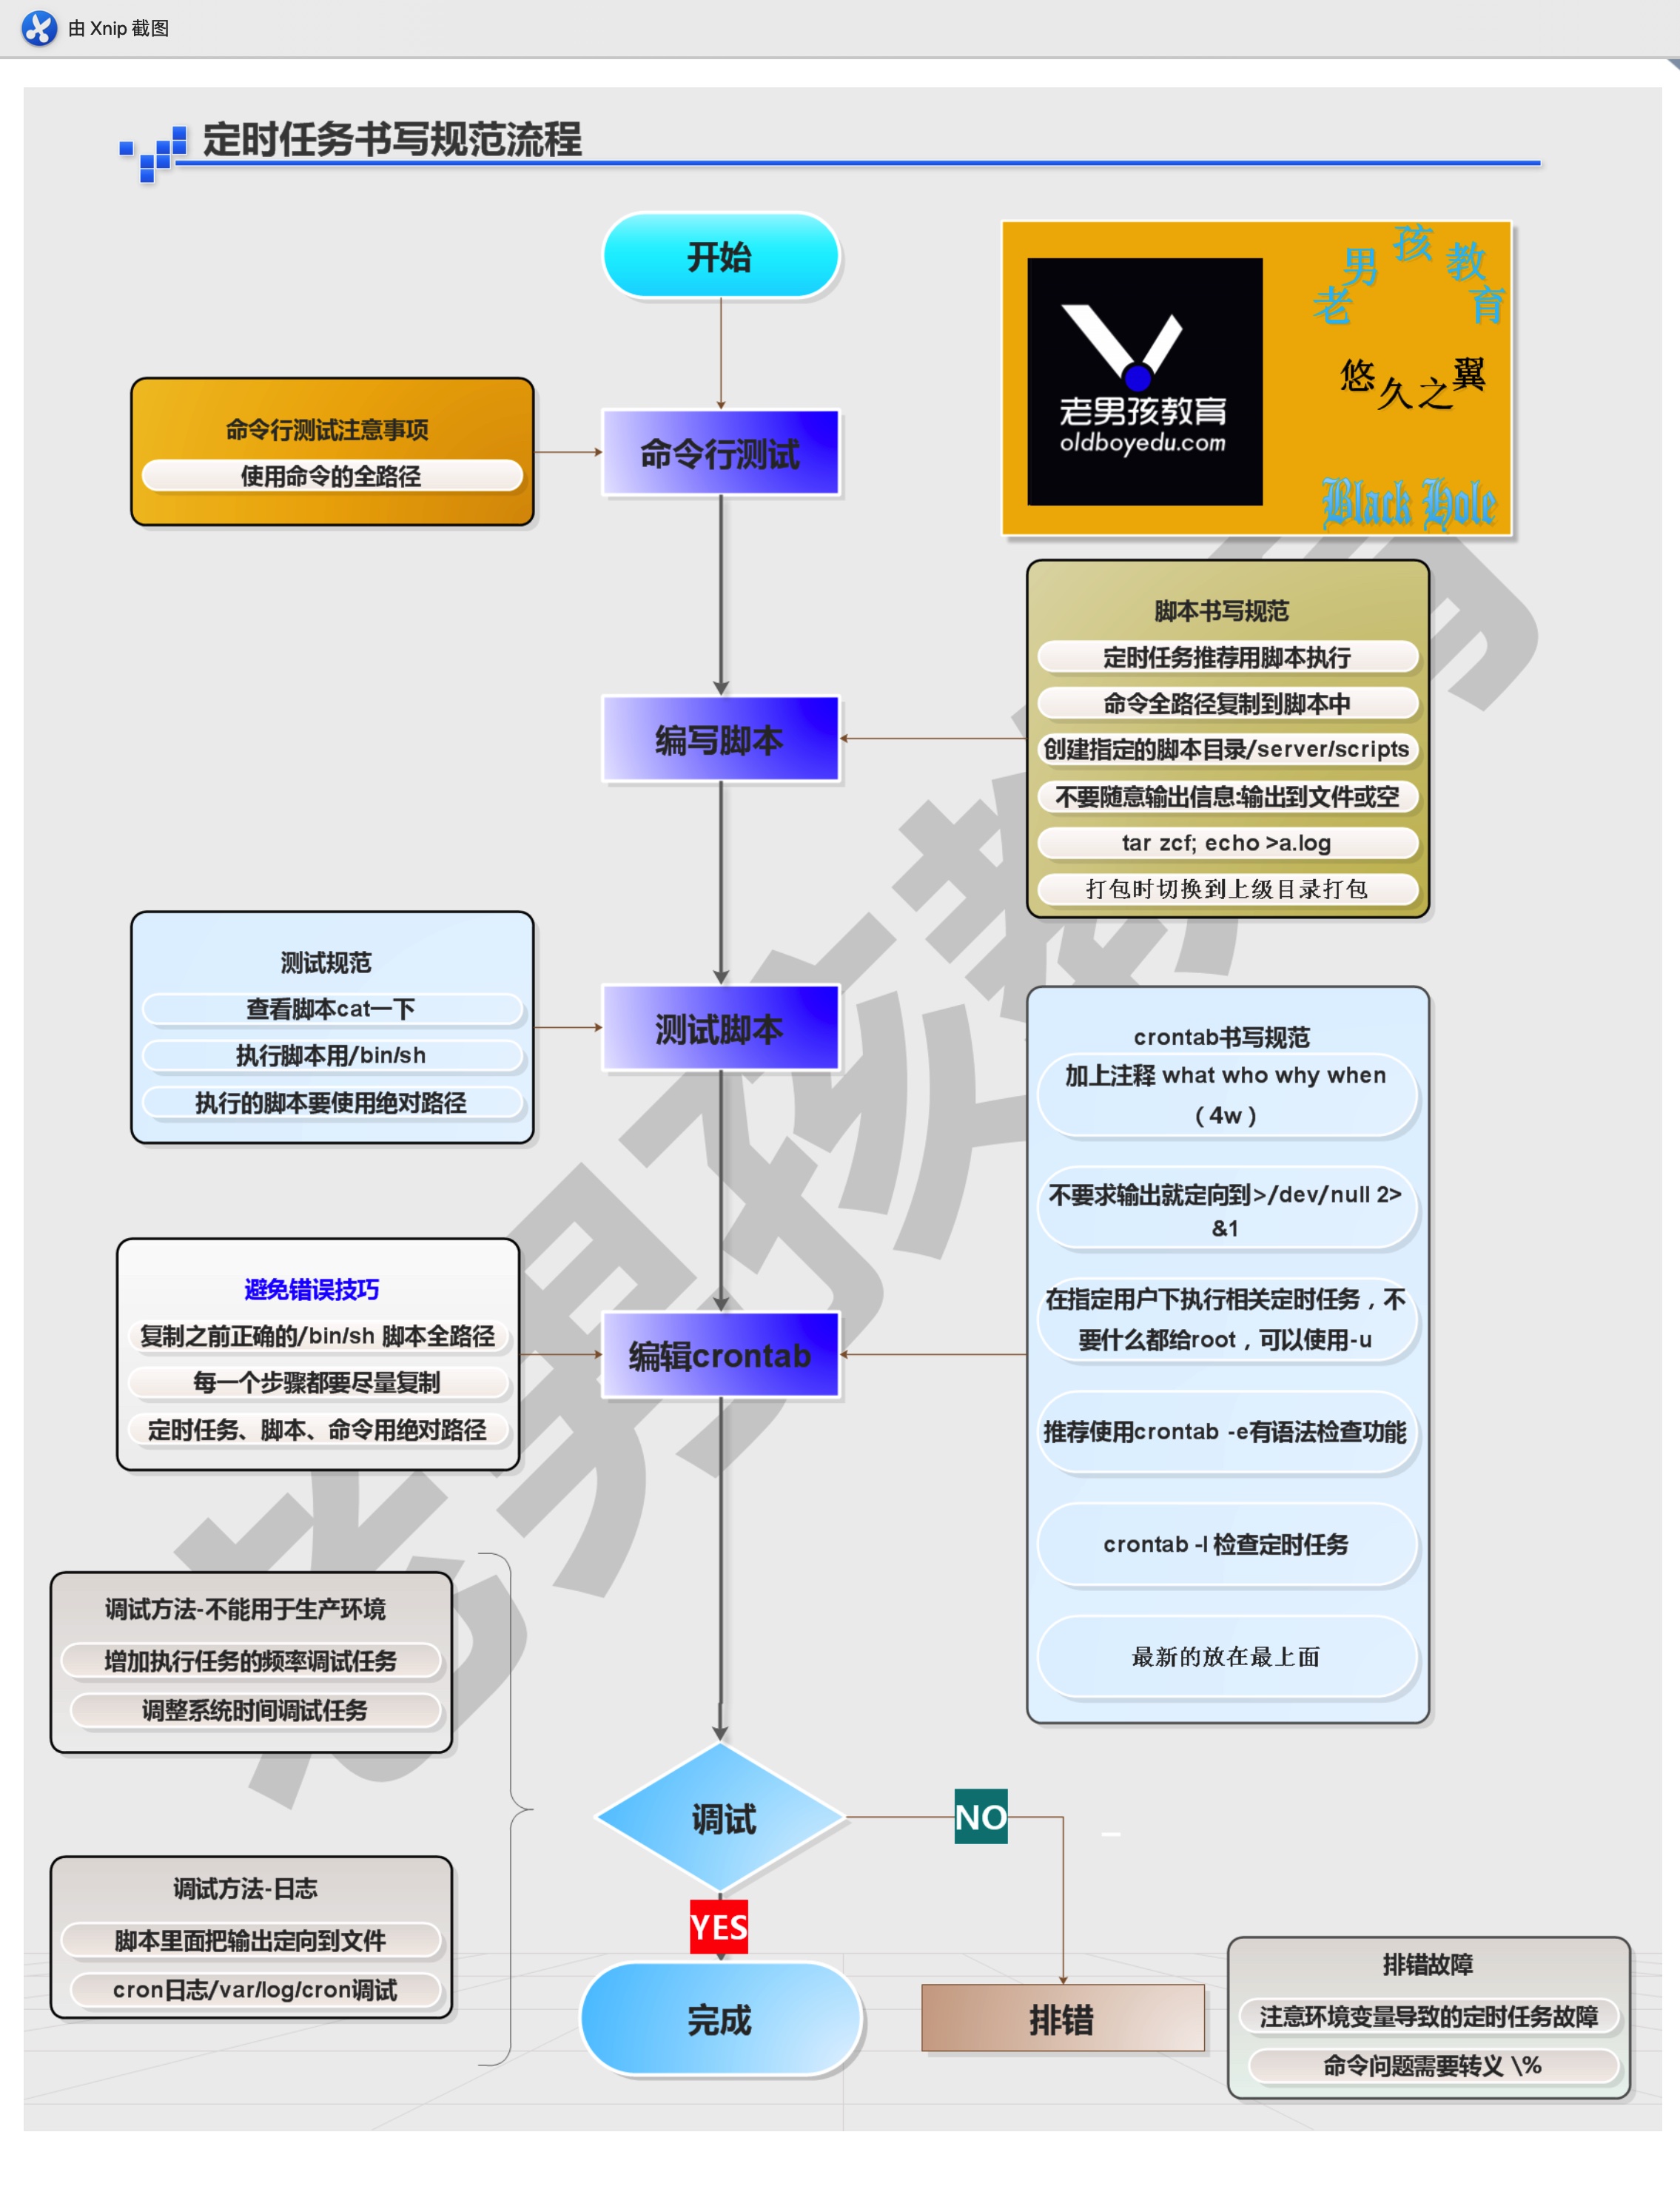 由 Xnip 截图
定时任务书写规范流程
开始
老男孩教育
悠久之翼
Black Hole
老男孩教育
oldboyedu.com
命令行测试注意事项
使用命令的全路径
命令行测试
脚本书写规范
定时任务推荐用脚本执行
命令全路径复制到脚本中
创建指定的脚本目录/server/scripts
不要随意输出信息:输出到文件或空
tar zcf; echo >a.log
打包时切换到上级目录打包
编写脚本
测试规范
查看脚本cat一下
执行脚本用/bin/sh
执行的脚本要使用绝对路径
测试脚本
crontab书写规范
加上注释 what who why when
（4w）
不要求输出就定向到>/dev/null 2>
&1
在指定用户下执行相关定时任务，不
要什么都给root，可以使用-u
推荐使用crontab -e有语法检查功能
crontab -l 检查定时任务
最新的放在最上面
避免错误技巧
复制之前正确的/bin/sh 脚本全路径
每一个步骤都要尽量复制
定时任务、脚本、命令用绝对路径
编辑crontab
调试方法-不能用于生产环境
增加执行任务的频率调试任务
调整系统时间调试任务
调试
NO
YES
调试方法-日志
脚本里面把输出定向到文件
cron日志/var/log/cron调试
完成
排错
排错故障
注意环境变量导致的定时任务故障
命令问题需要转义 \%
老男孩教育